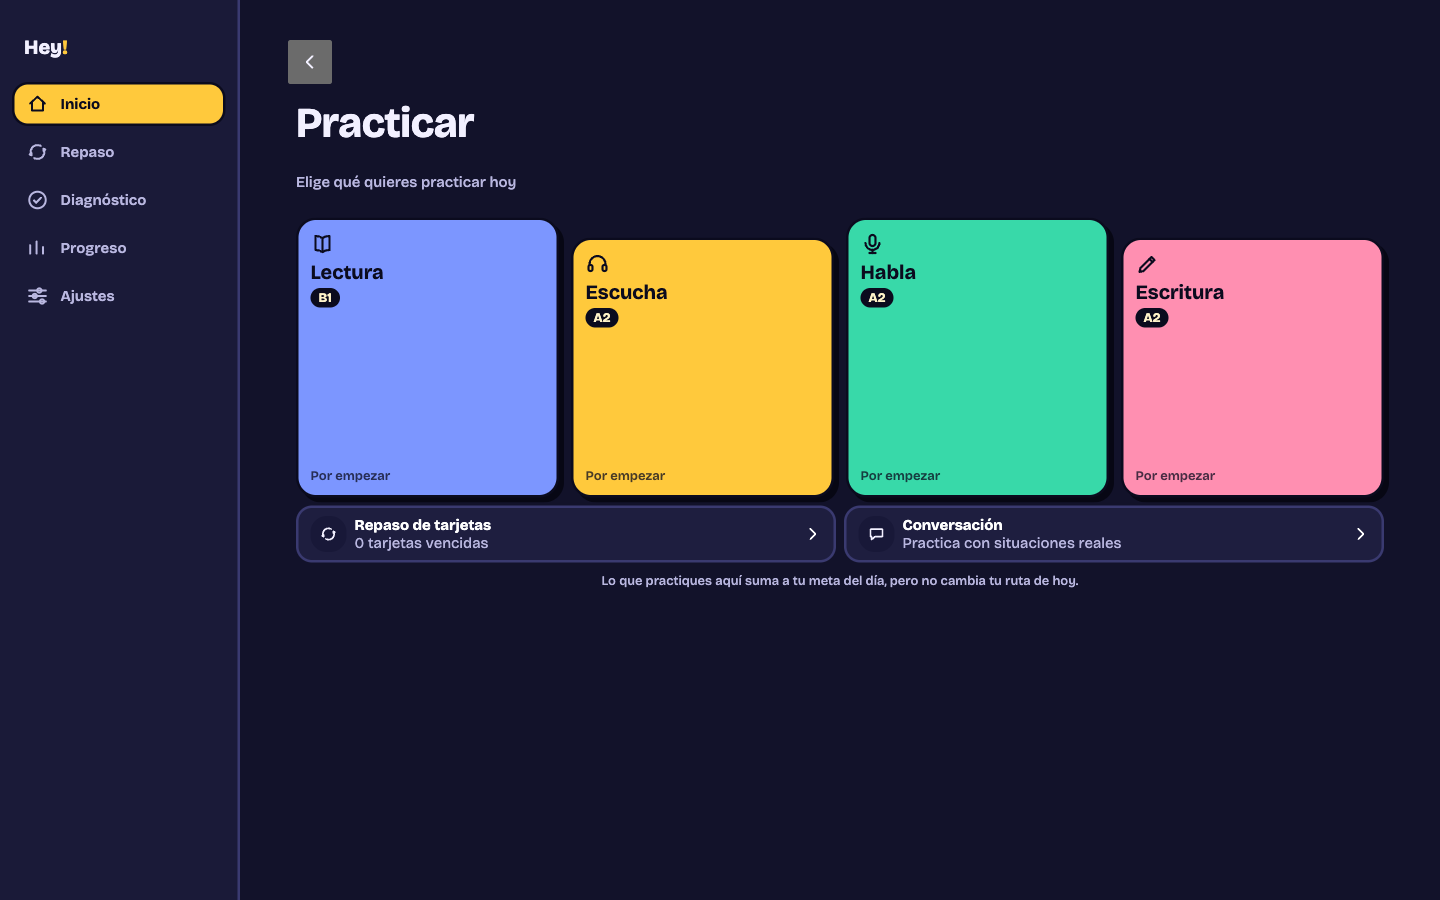 Hey!
Inicio
Repaso
Diagnóstico
Progreso
Ajustes
Practicar
Elige qué quieres practicar hoy
Lectura
B1
Por empezar
Escucha
A2
Por empezar
Habla
A2
Por empezar
Escritura
A2
Por empezar
Repaso de tarjetas
0 tarjetas vencidas
Conversación
Practica con situaciones reales
Lo que practiques aquí suma a tu meta del día, pero no cambia tu ruta de hoy.